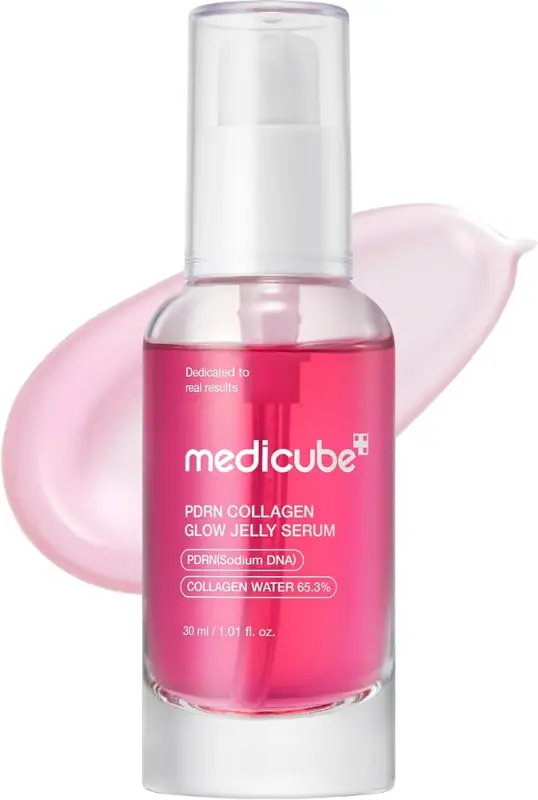 Dedicated to
real results
medicube
PDRN COLLAGEN
GLOW JELLY SERUM
PDRN(Sodium DNA)
COLLAGEN WATER 65.3%
30 ml / 1.01 fl. oz.